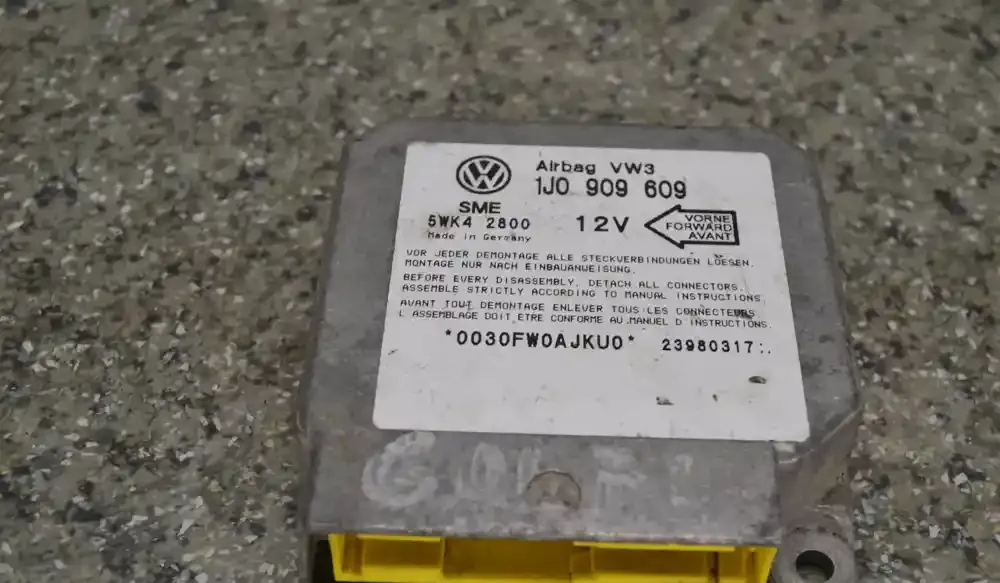 Airbag VW3
1J0 909 609
SME
5WK4 2800
12V
VORNE
FORWARD
AVANT
Made in Germany
VOR JEDER DEMONTAGE ALLE STECKVERBINDUNGEN LOESEN.
MONTAGE NUR NACH EINBAUANWEISUNG.
BEFORE EVERY DISASSEMBLY, DETACH ALL CONNECTORS.
ASSEMBLE STRICTLY ACCORDING TO MANUAL INSTRUCTIONS.
AVANT TOUT DEMONTAGE ENLEVER TOUS LES CONNECTEURS.
L ASSEMBLAGE DOIT ETRE CONFORME AU MANUEL D INSTRUCTIONS.
*0030FW0AJKU0* 23980317:.